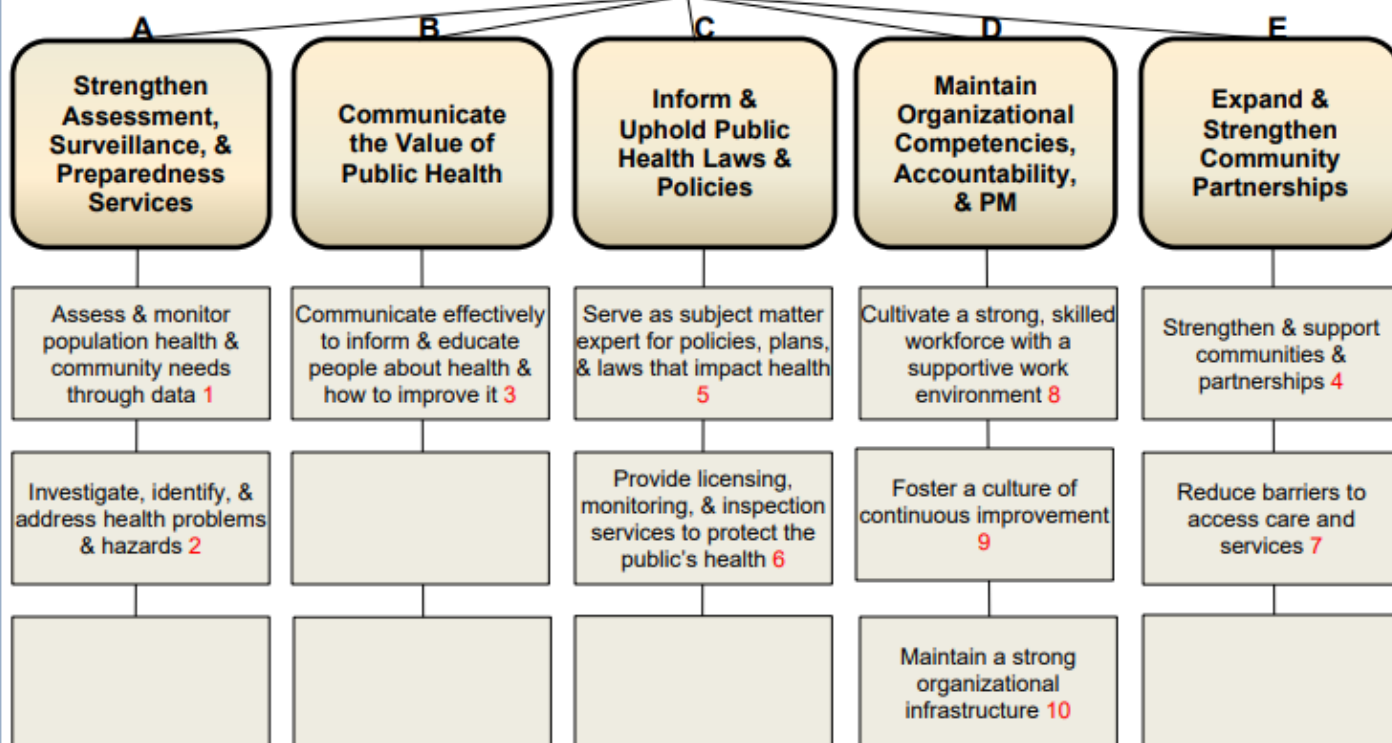 A
B
C
D
E
Strengthen
Assessment,
Surveillance, &
Preparedness
Services
Communicate
the Value of
Public Health
Inform &
Uphold Public
Health Laws &
Policies
Maintain
Organizational
Competencies,
Accountability,
& PM
Expand &
Strengthen
Community
Partnerships
Assess & monitor
population health &
community needs
through data 1
Communicate effectively
to inform & educate
people about health &
how to improve it 3
Serve as subject matter
expert for policies, plans,
& laws that impact health
5
Cultivate a strong, skilled
workforce with a
supportive work
environment 8
Strengthen & support
communities &
partnerships 4
Investigate, identify, &
address health problems
& hazards 2
Provide licensing,
monitoring, & inspection
services to protect the
public's health 6
Foster a culture of
continuous improvement
9
Reduce barriers to
access care and
services 7
Maintain a strong
organizational
infrastructure 10